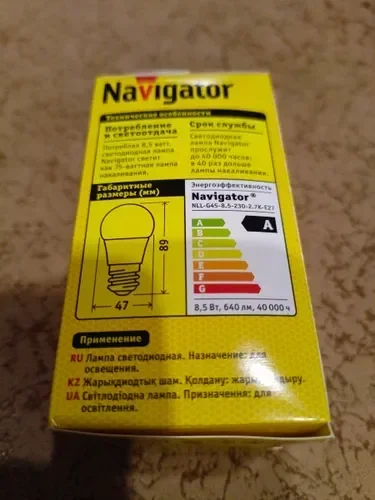 Navigator
Технические особенности
Потребление
и светоотдача
Потребляя 8,5 ватт,
светодиодная лампа
Navigator светит
как 75-ваттная лампа
накаливания.
Срок службы
Светодиодная
лампа Navigator
прослужит
до 40 000 часов:
в 40 раз дольше
лампы накаливания.
Габаритные
размеры (мм)
89
47
Энергоэффективность
Navigator®
NLL-G45-8.5-230-2.7K-E27
A
A
B
C
D
E
F
G
8,5 Вт, 640 лм, 40 000 ч
Применение
RU Лампа светодиодная. Назначение: для
освещения.
KZ Жарықдиодтық шам. Қолдану: жарықтандыру.
UA Світлодіодна лампа. Призначення: для
освітлення.